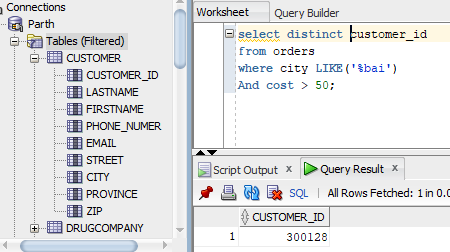 Connections
Parth
Tables (Filtered)
CUSTOMER
CUSTOMER_ID
LASTNAME
FIRSTNAME
PHONE_NUMER
EMAIL
STREET
CITY
PROVINCE
ZIP
DRUGCOMPANY
Worksheet Query Builder
select distinct customer_id
from orders
where city LIKE('%bai')
And cost > 50;
Script Output x Query Result x
SQL All Rows Fetched: 1 in 0.0
CUSTOMER_ID
1 300128